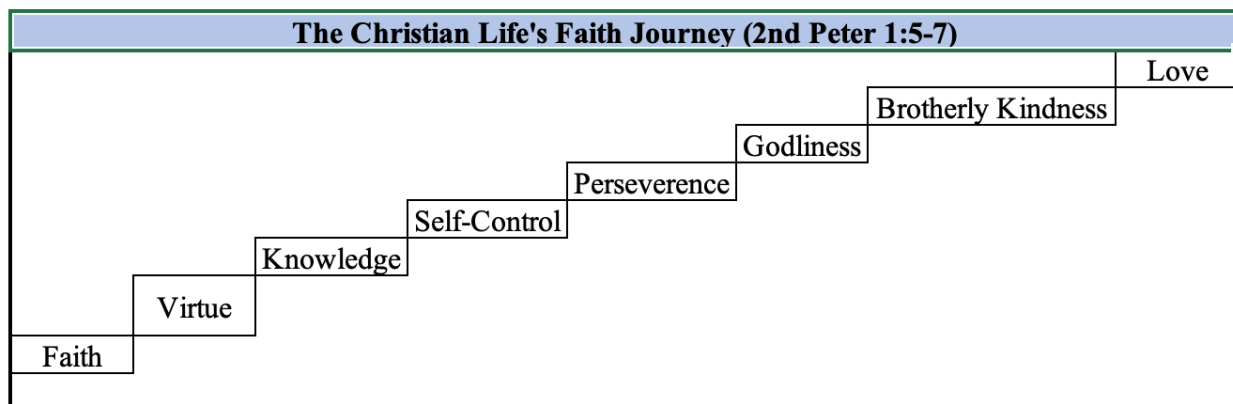 The Christian Life's Faith Journey (2nd Peter 1:5-7)
Love
Brotherly Kindness
Godliness
Perseverence
Self-Control
Knowledge
Virtue
Faith